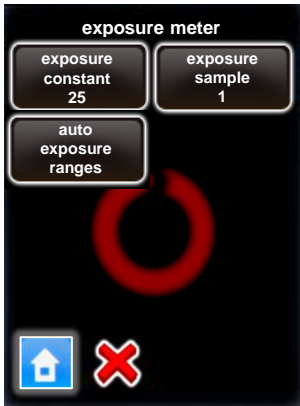 exposure meter
exposure
constant
25
exposure
sample
1
auto
exposure
ranges